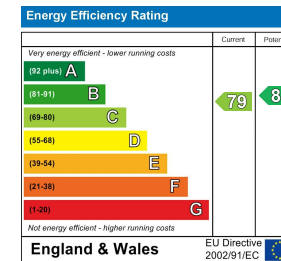 Energy Efficiency Rating
Current
Very energy efficient - lower running costs
(92 plus) A
(81-91) B
(69-80) C
79
(55-68) D
(39-54) E
(21-38) F
(1-20) G
Not energy efficient - higher running costs
England & Wales
EU Directive
2002/91/EC